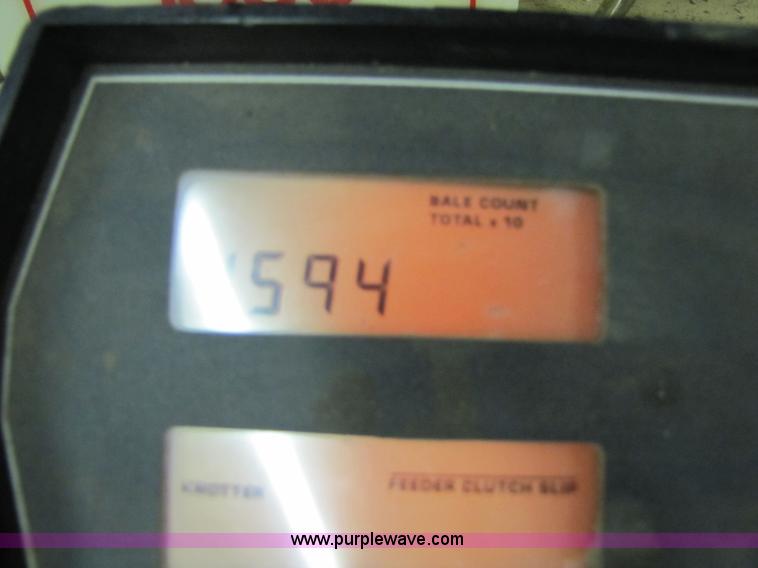 BALE COUNT
TOTAL x 10
594
KNOTTER
FEEDER CLUTCH SLIP
www.purplewave.com